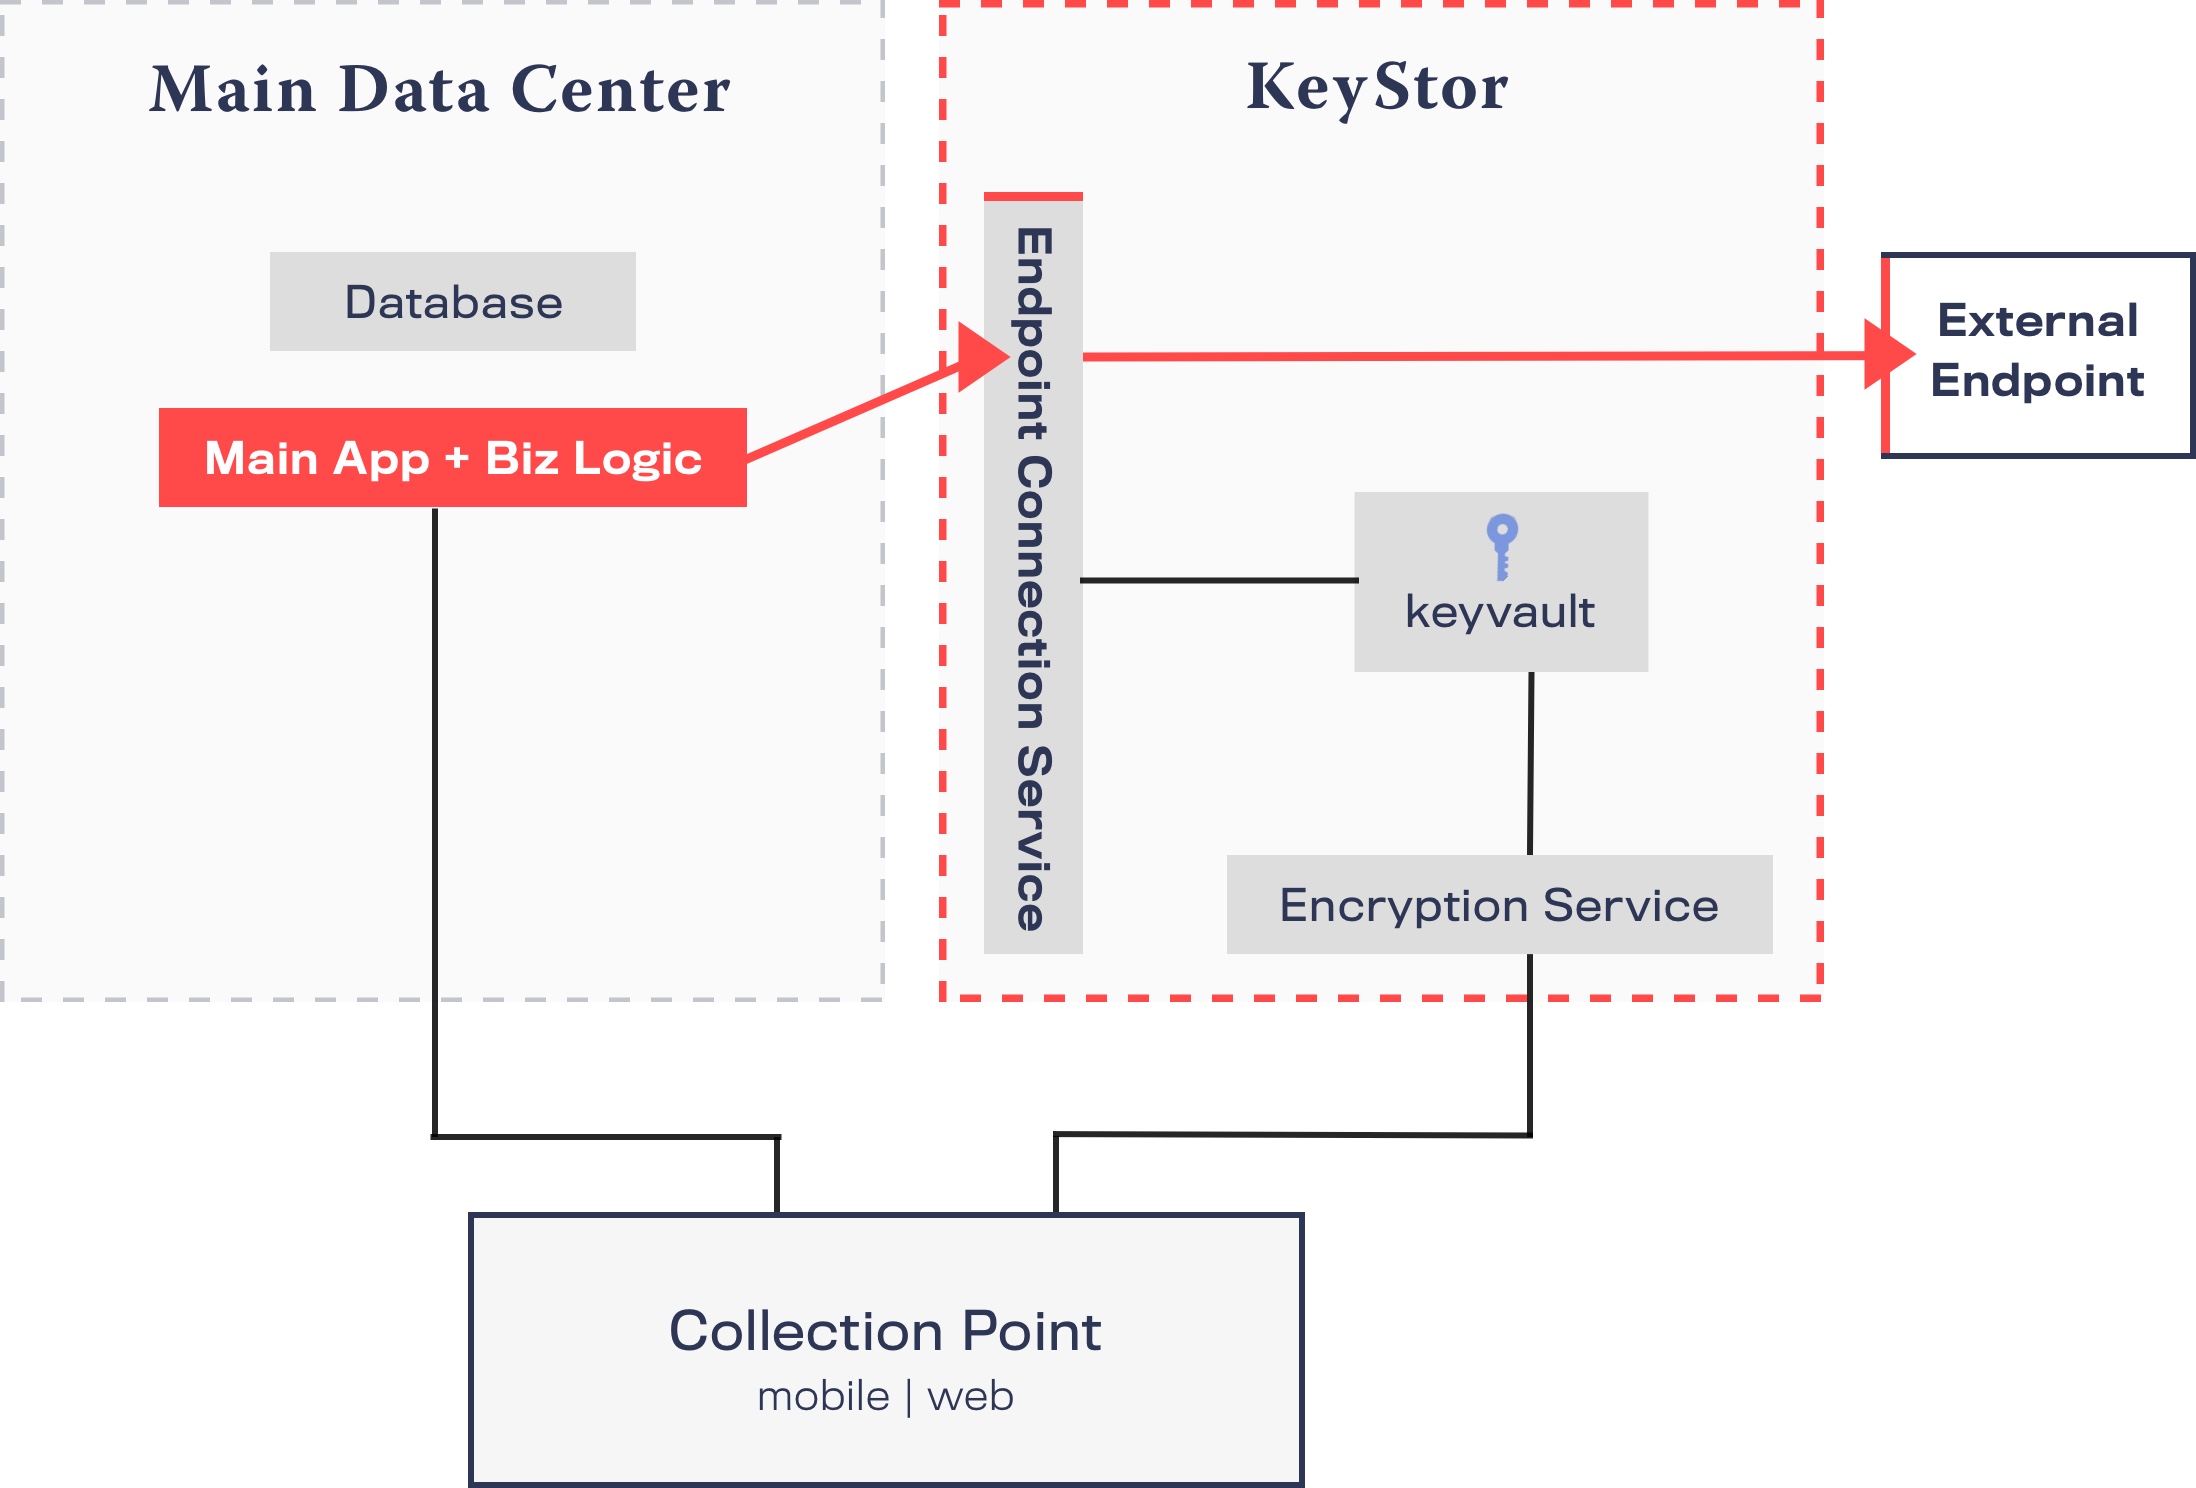 Main Data Center
Database
Main App + Biz Logic
KeyStor
Endpoint Connection Service
keyvault
Encryption Service
External
Endpoint
Collection Point
mobile | web